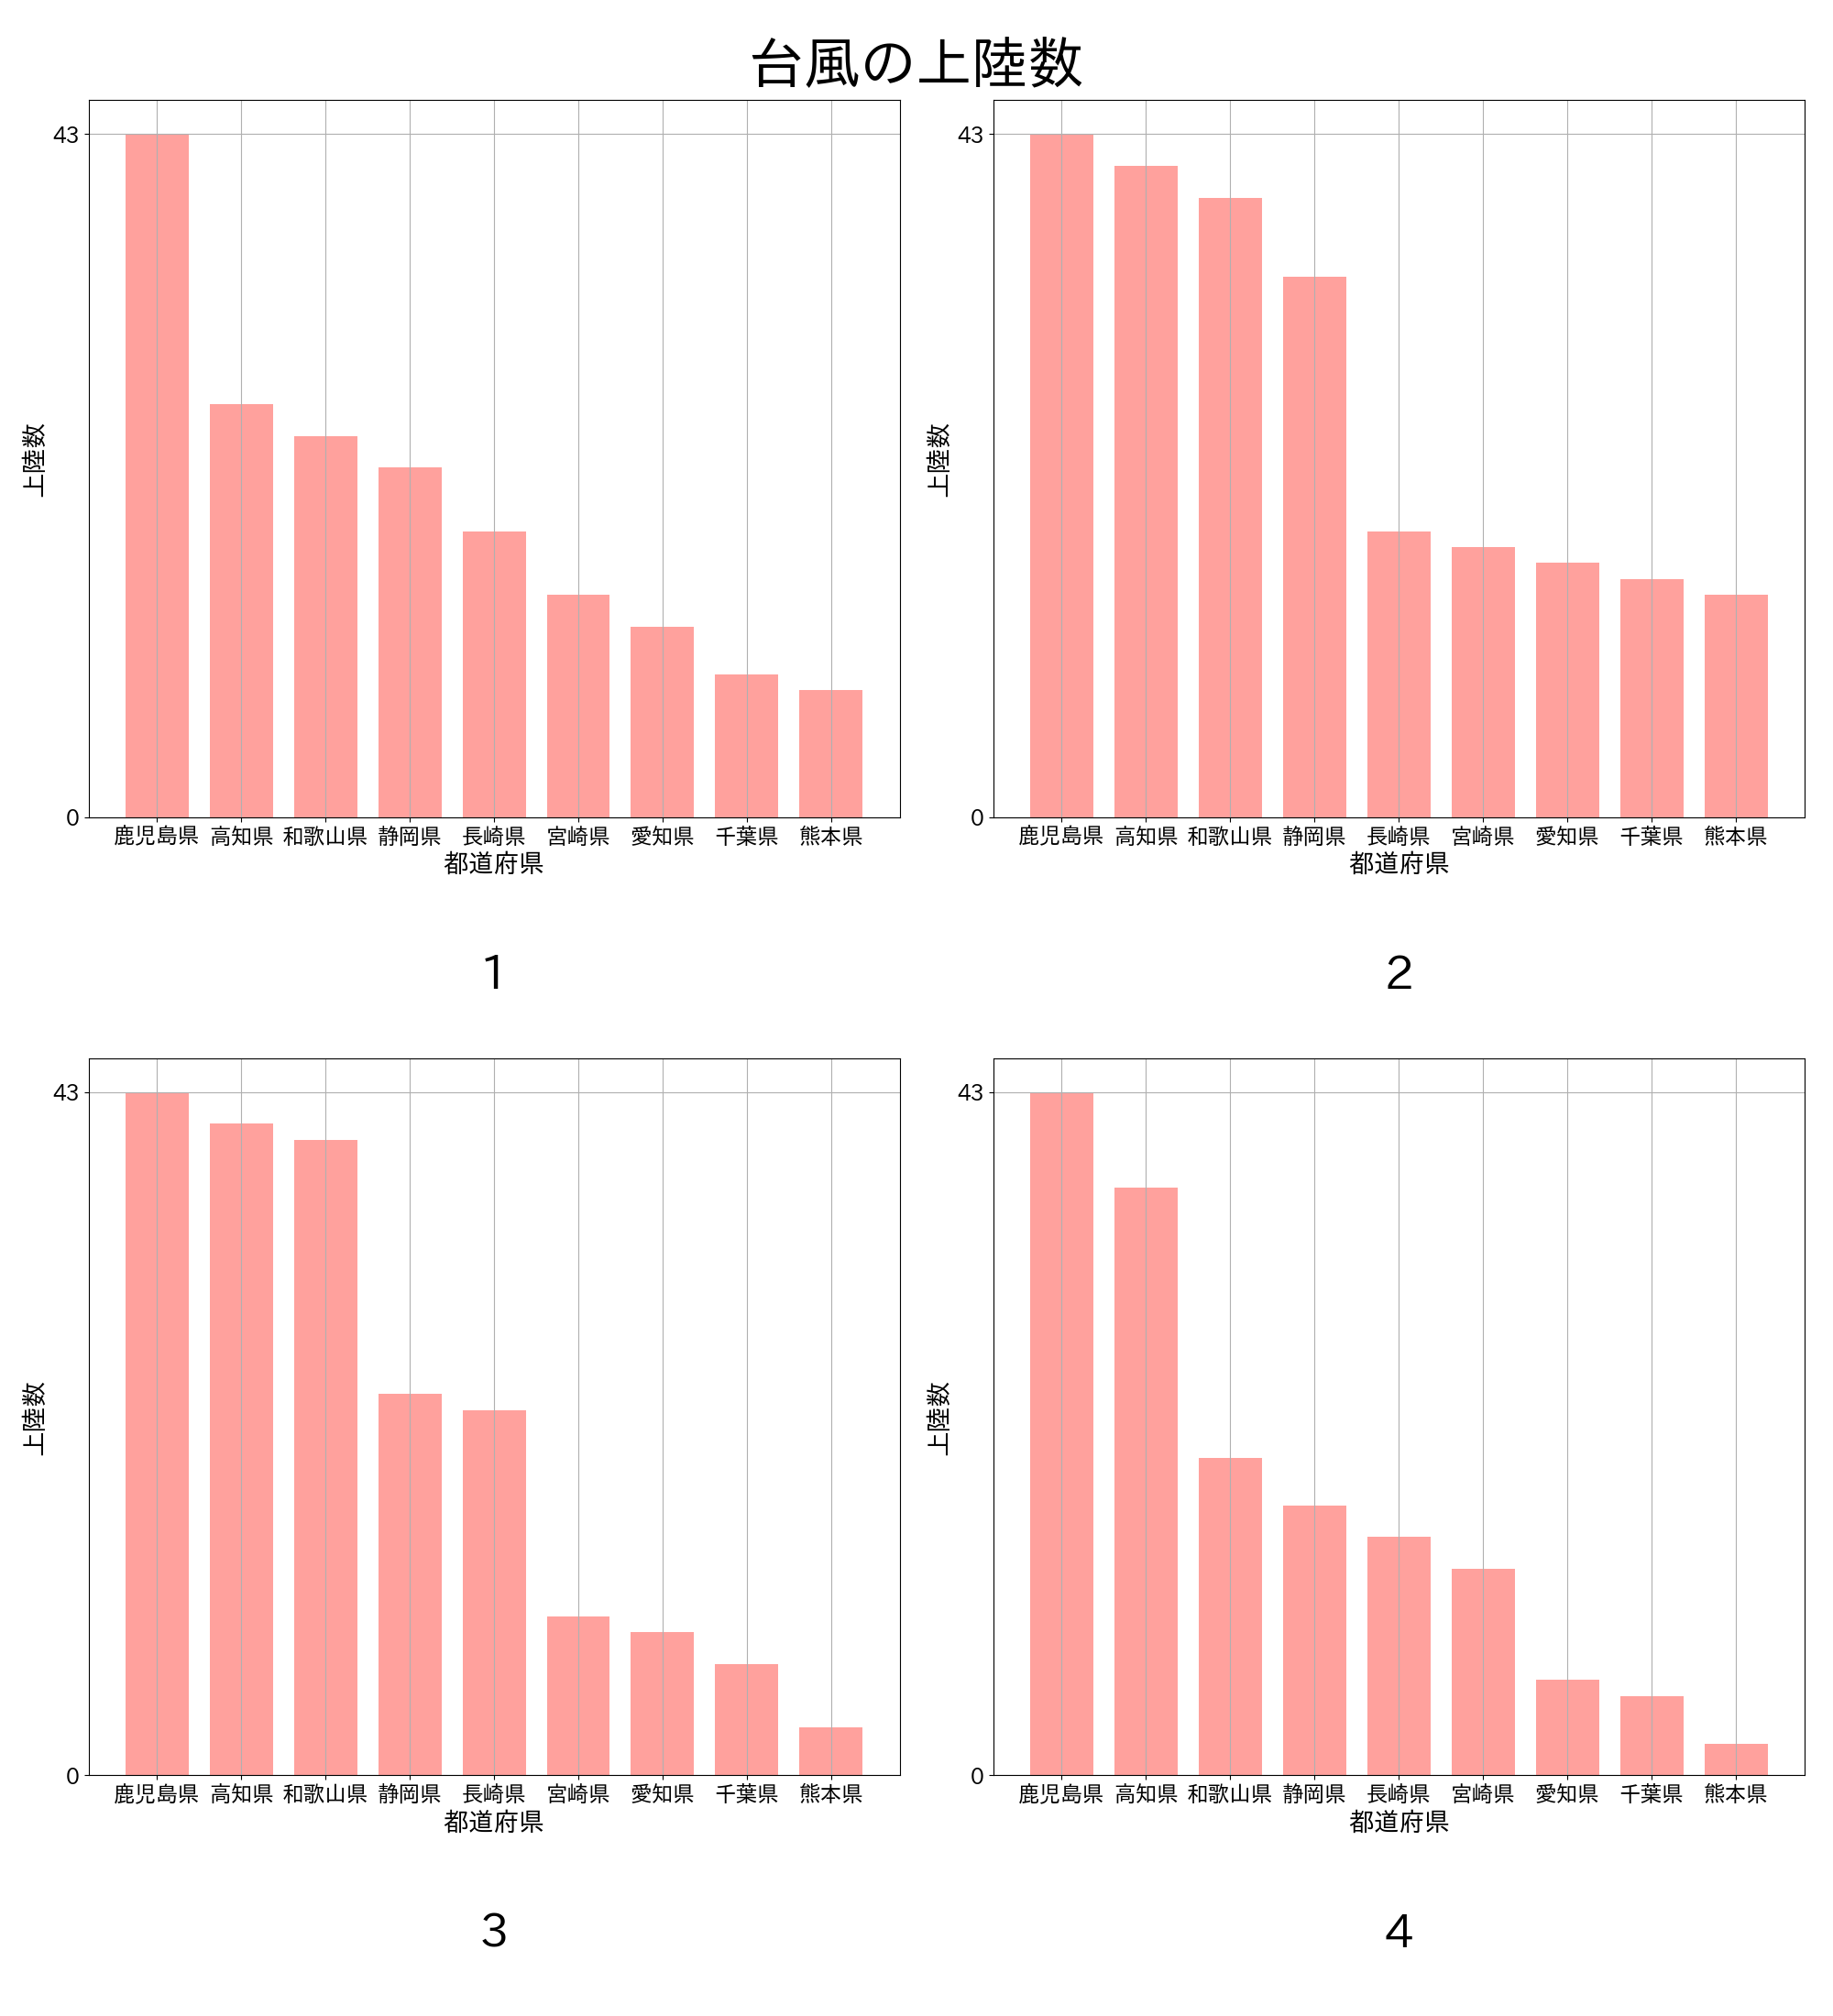 台風の上陸数
43
0
上陸数
鹿児島県 高知県 和歌山県 静岡県 長崎県 宮崎県 愛知県 千葉県 熊本県
都道府県
1
43
0
上陸数
鹿児島県 高知県 和歌山県 静岡県 長崎県 宮崎県 愛知県 千葉県 熊本県
都道府県
2
43
0
上陸数
鹿児島県 高知県 和歌山県 静岡県 長崎県 宮崎県 愛知県 千葉県 熊本県
都道府県
3
43
0
上陸数
鹿児島県 高知県 和歌山県 静岡県 長崎県 宮崎県 愛知県 千葉県 熊本県
都道府県
4